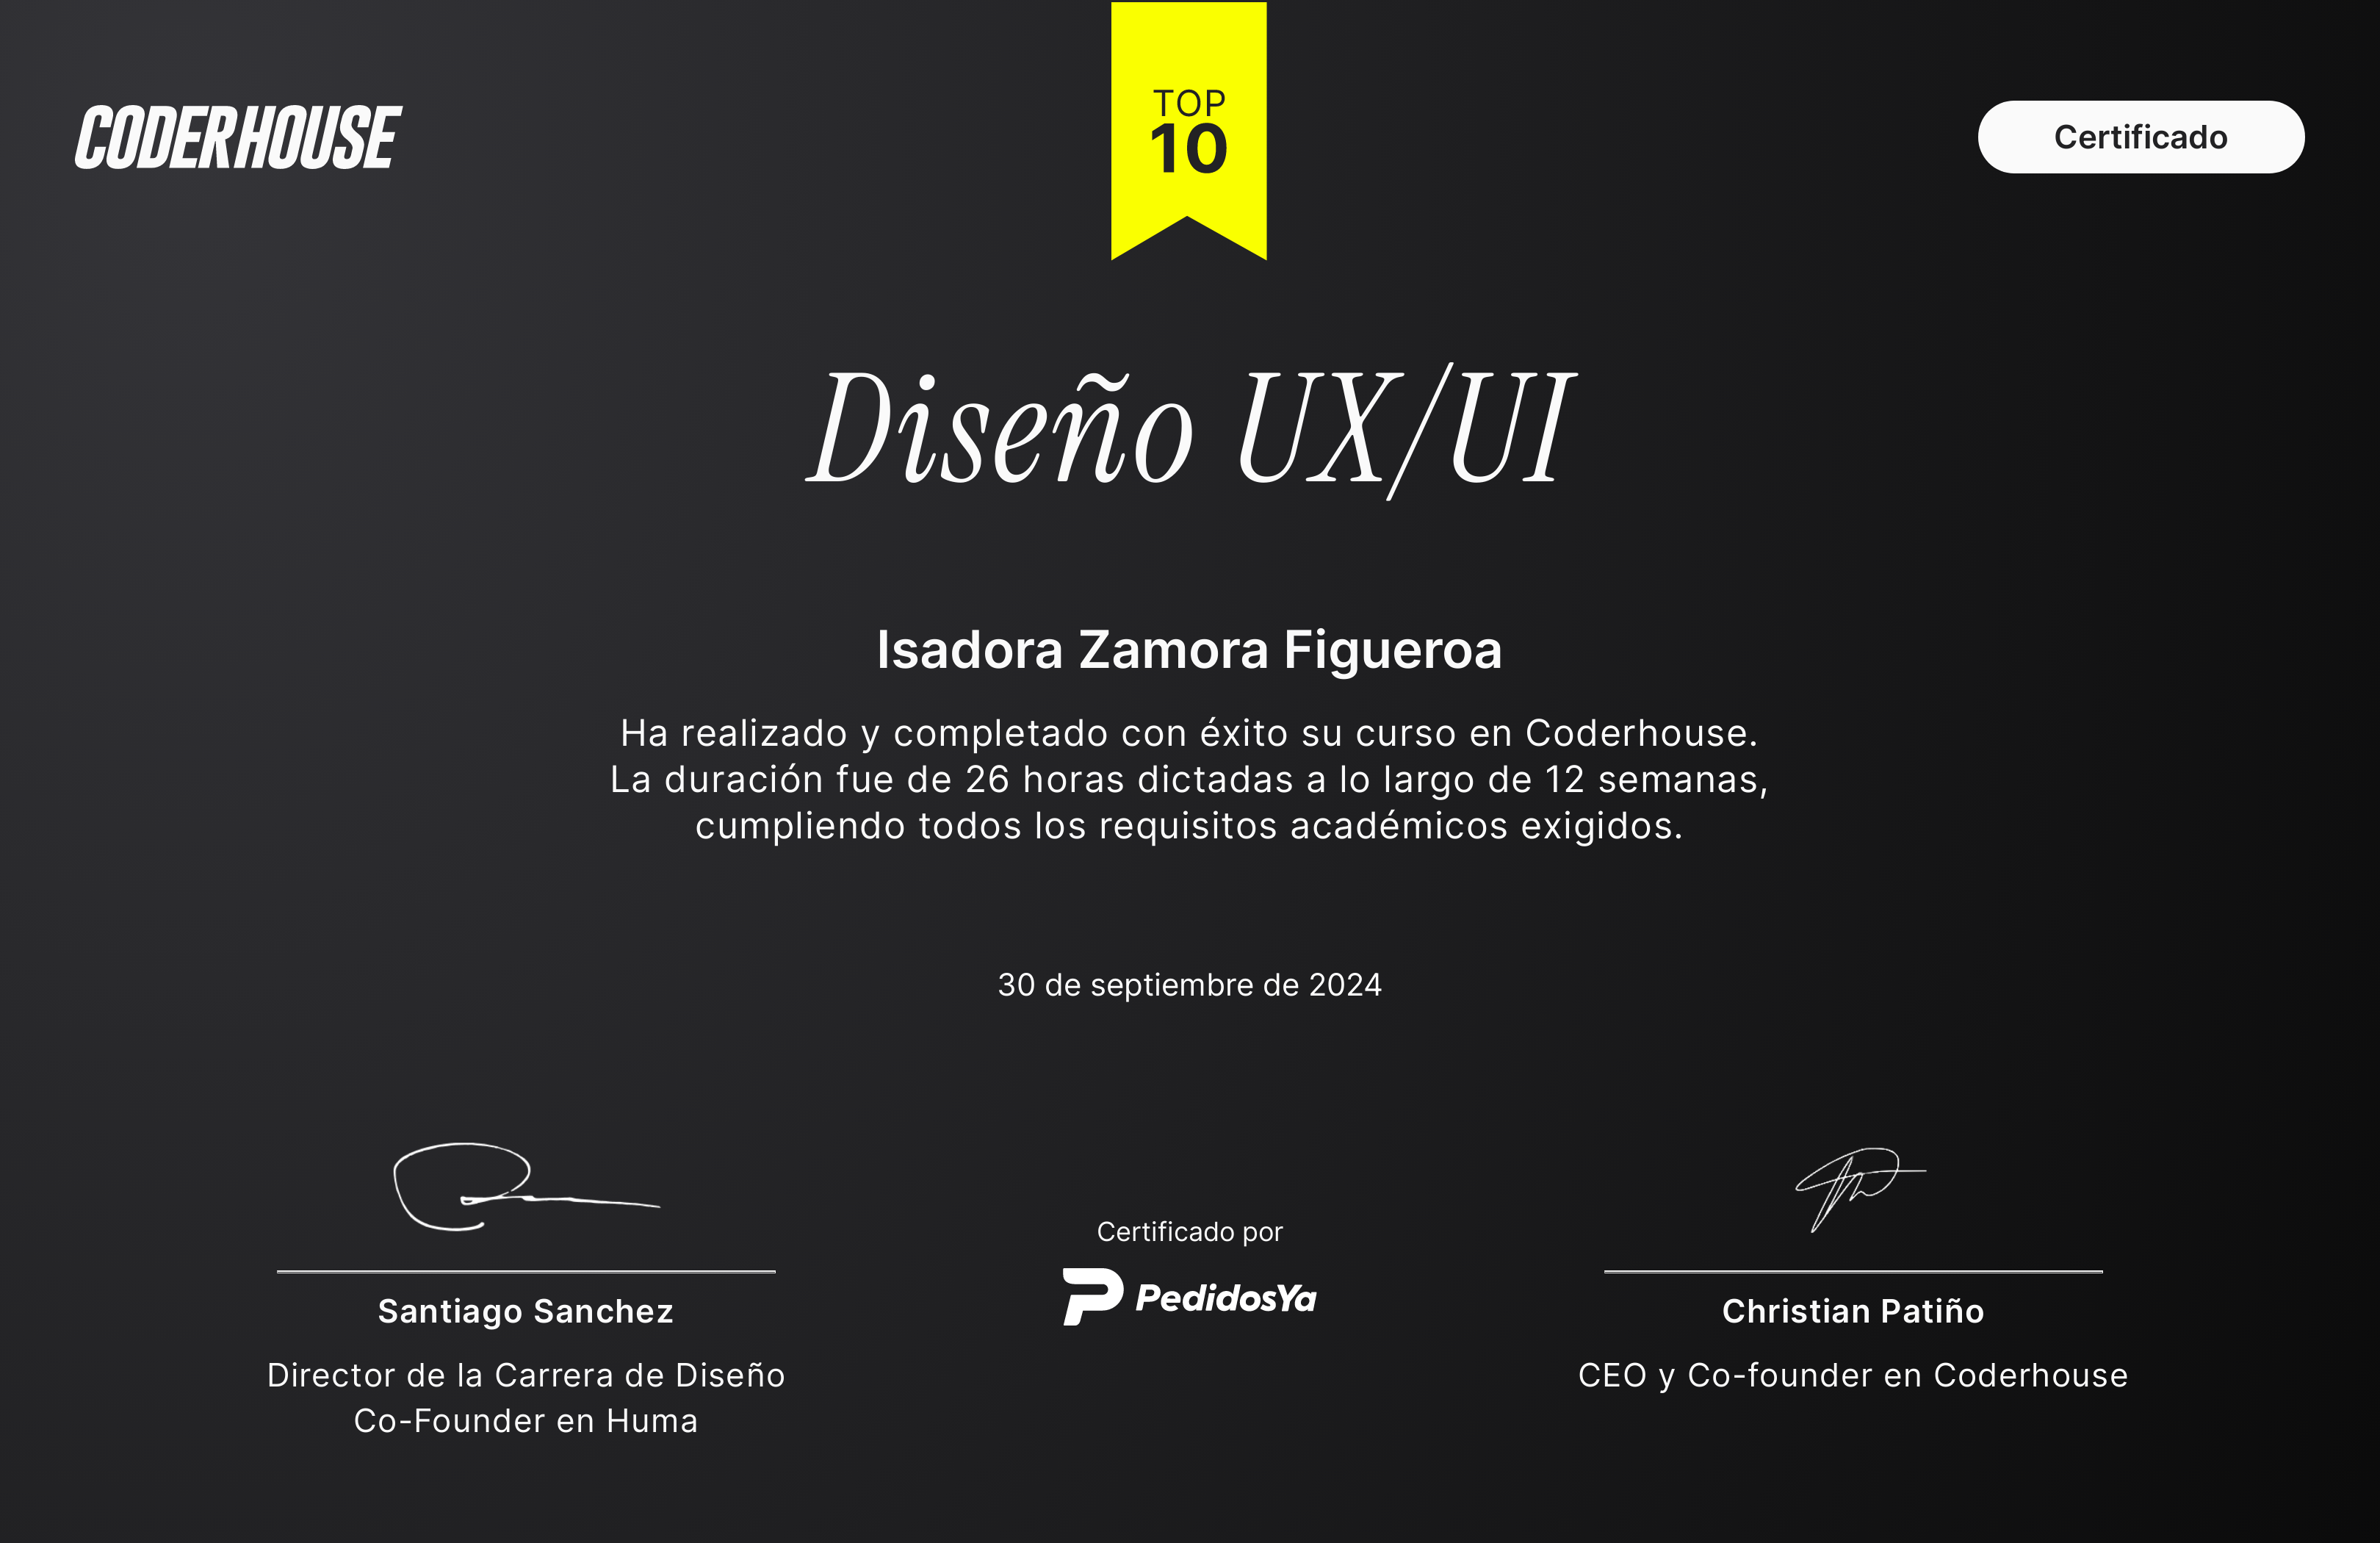 CODERHOUSE
TOP
10
Certificado
Diseño UX/UI
Isadora Zamora Figueroa
Ha realizado y completado con éxito su curso en Coderhouse.
La duración fue de 26 horas dictadas a lo largo de 12 semanas,
cumpliendo todos los requisitos académicos exigidos.
30 de septiembre de 2024
Certificado por
PedidosYa
Santiago Sanchez
Director de la Carrera de Diseño
Co-Founder en Huma
Christian Patiño
CEO y Co-founder en Coderhouse